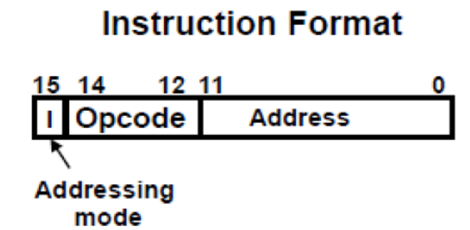 Instruction Format
15 14 12 11 0
I Opcode Address
Addressing
mode